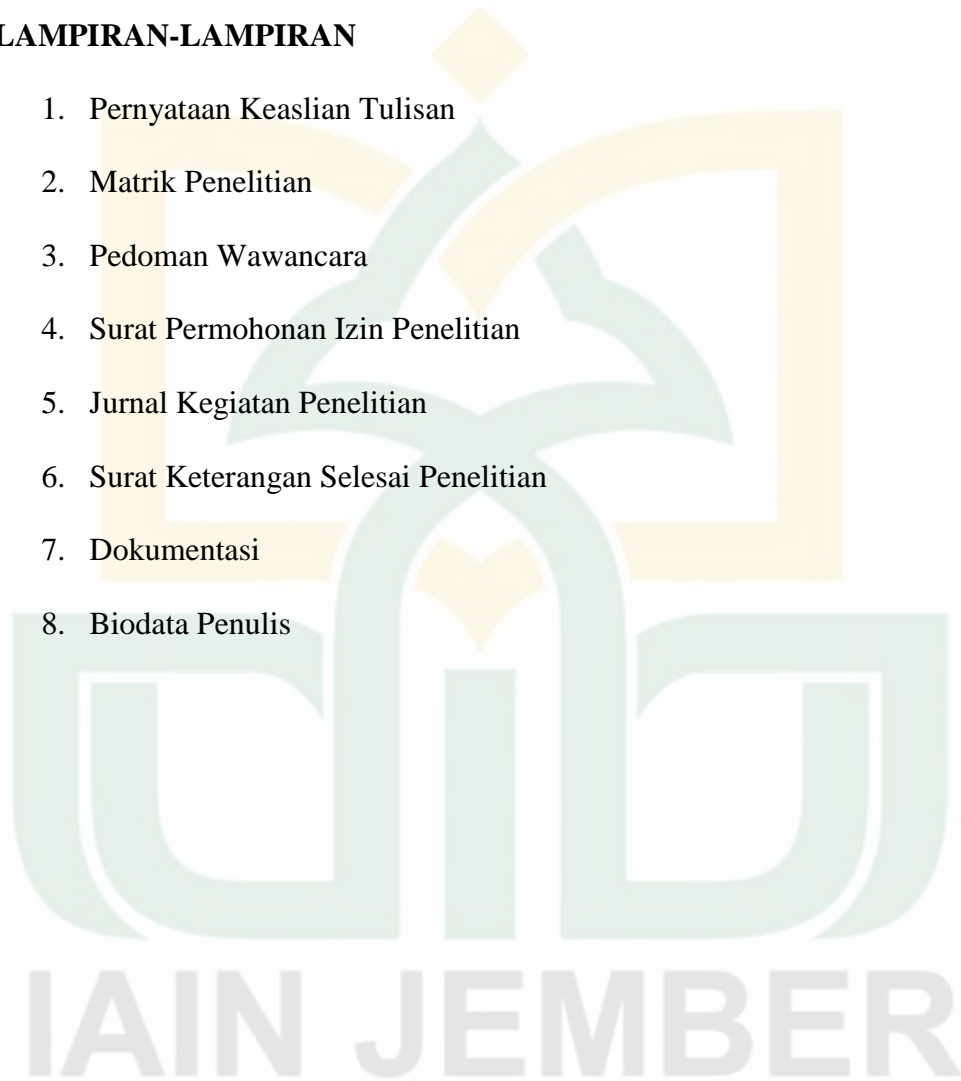 LAMPIRAN-LAMPIRAN
1. Pernyataan Keaslian Tulisan
2. Matrik Penelitian
3. Pedoman Wawancara
4. Surat Permohonan Izin Penelitian
5. Jurnal Kegiatan Penelitian
6. Surat Keterangan Selesai Penelitian
7. Dokumentasi
8. Biodata Penulis
IAIN JEMBER